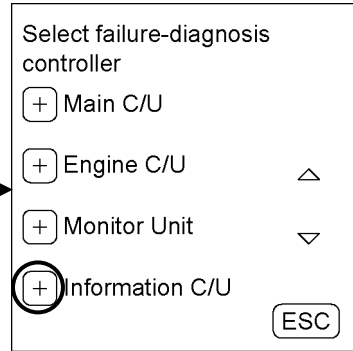 Select failure-diagnosis
controller
+ Main C/U
+ Engine C/U
+ Monitor Unit
+ Information C/U
ESC